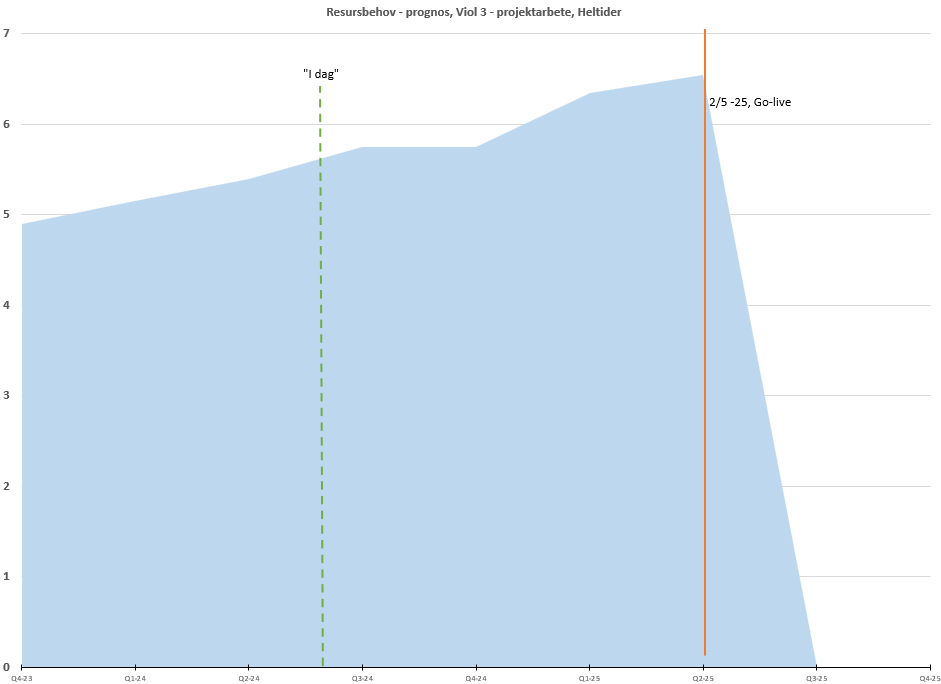 Resursbehov - prognos, Viol 3 - projektarbete, Heltider
7
"I dag"
2/5 -25, Go-live
6
5
4
3
2
1
0
Q4-23 Q1-24 Q2-24 Q3-24 Q4-24 Q1-25 Q2-25 Q3-25 Q4-25